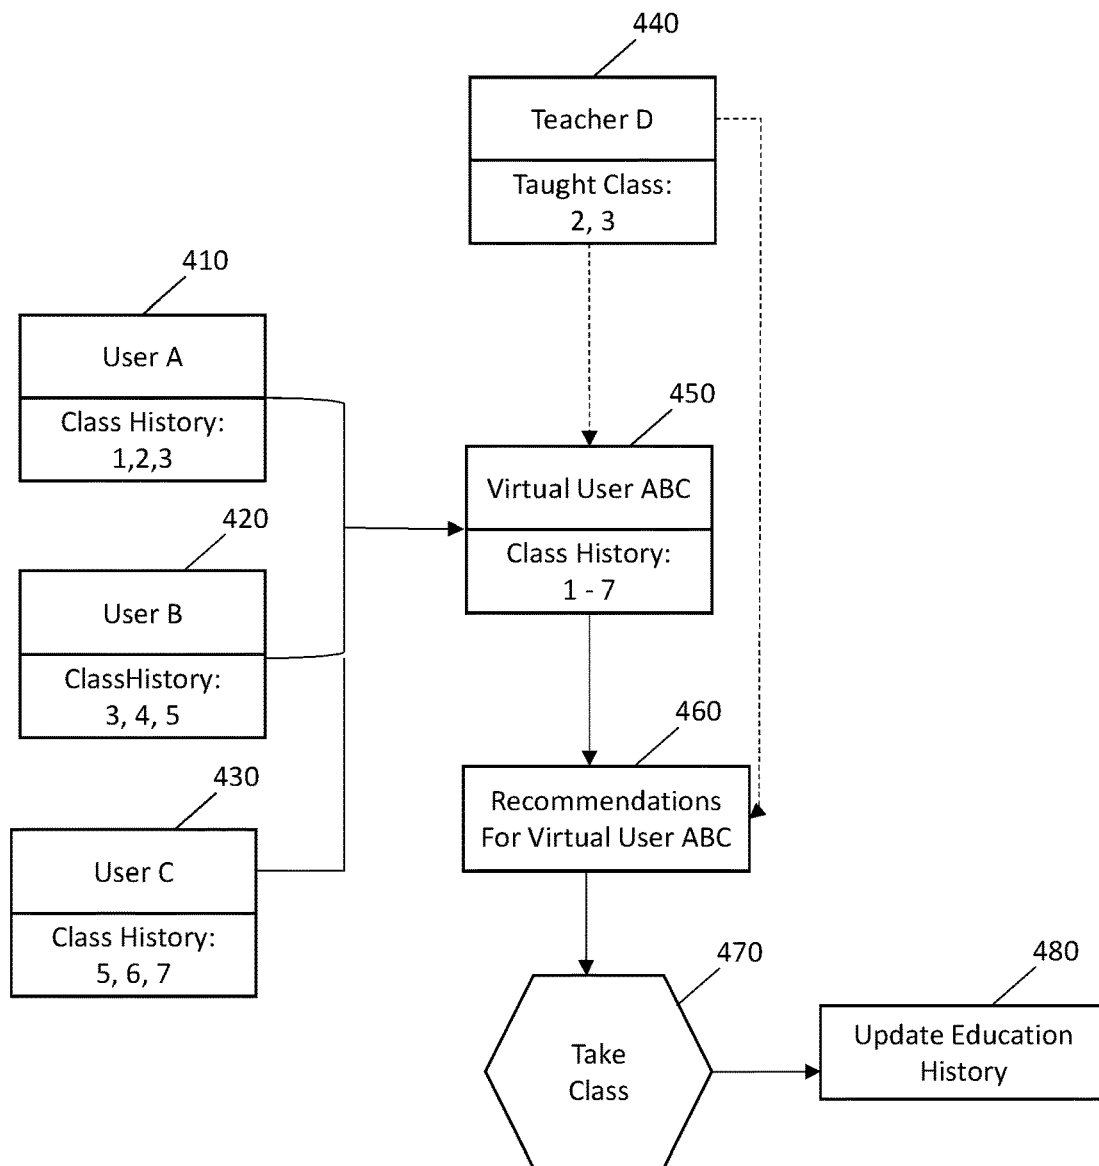 440
Teacher D
Taught Class:
2, 3
410
User A
Class History:
1,2,3
450
Virtual User ABC
Class History:
1 - 7
420
User B
ClassHistory:
3, 4, 5
460
Recommendations
For Virtual User ABC
430
User C
Class History:
5, 6, 7
470
Take
Class
480
Update Education
History